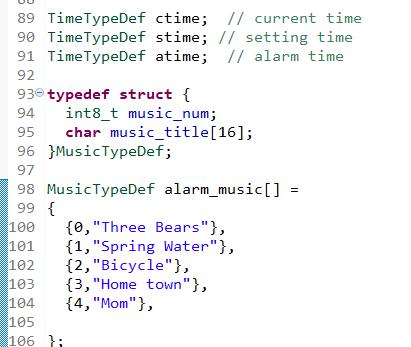 89 TimeTypeDef ctime;  // current time
90 TimeTypeDef stime; // setting time
91 TimeTypeDef atime;  // alarm time
92
93 typedef struct {
94   int8_t music_num;
95   char music_title[16];
96 }MusicTypeDef;
97
98 MusicTypeDef alarm_music[] =
99 {
100   {0,"Three Bears"},
101   {1,"Spring Water"},
102   {2,"Bicycle"},
103   {3,"Home town"},
104   {4,"Mom"},
105
106 };